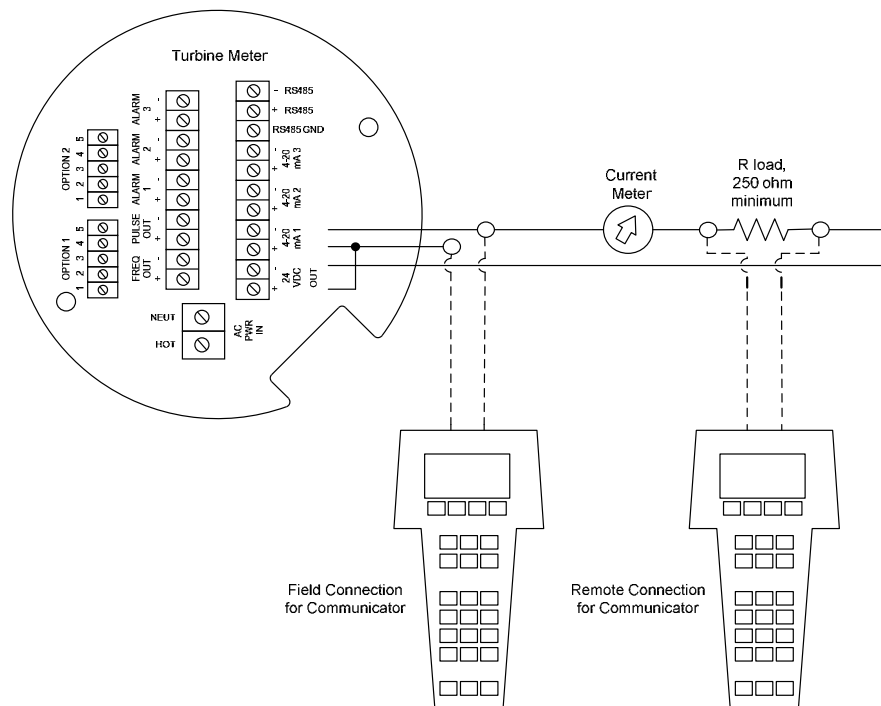 Turbine Meter
- RS485
+ RS485
RS485 GND
- +
4-20
mA 3
- +
4-20
mA 2
- +
4-20
mA 1
- +
24
VDC
OUT
ALARM
3
- +
ALARM
2
- +
ALARM
1
- +
PULSE
OUT
- +
FREQ
OUT
- +
OPTION 2
5
4
3
2
1
OPTION 1
5
4
3
2
1
NEUT
HOT
AC
PWR
IN
Current
Meter
R load,
250 ohm
minimum
Field Connection
for Communicator
Remote Connection
for Communicator